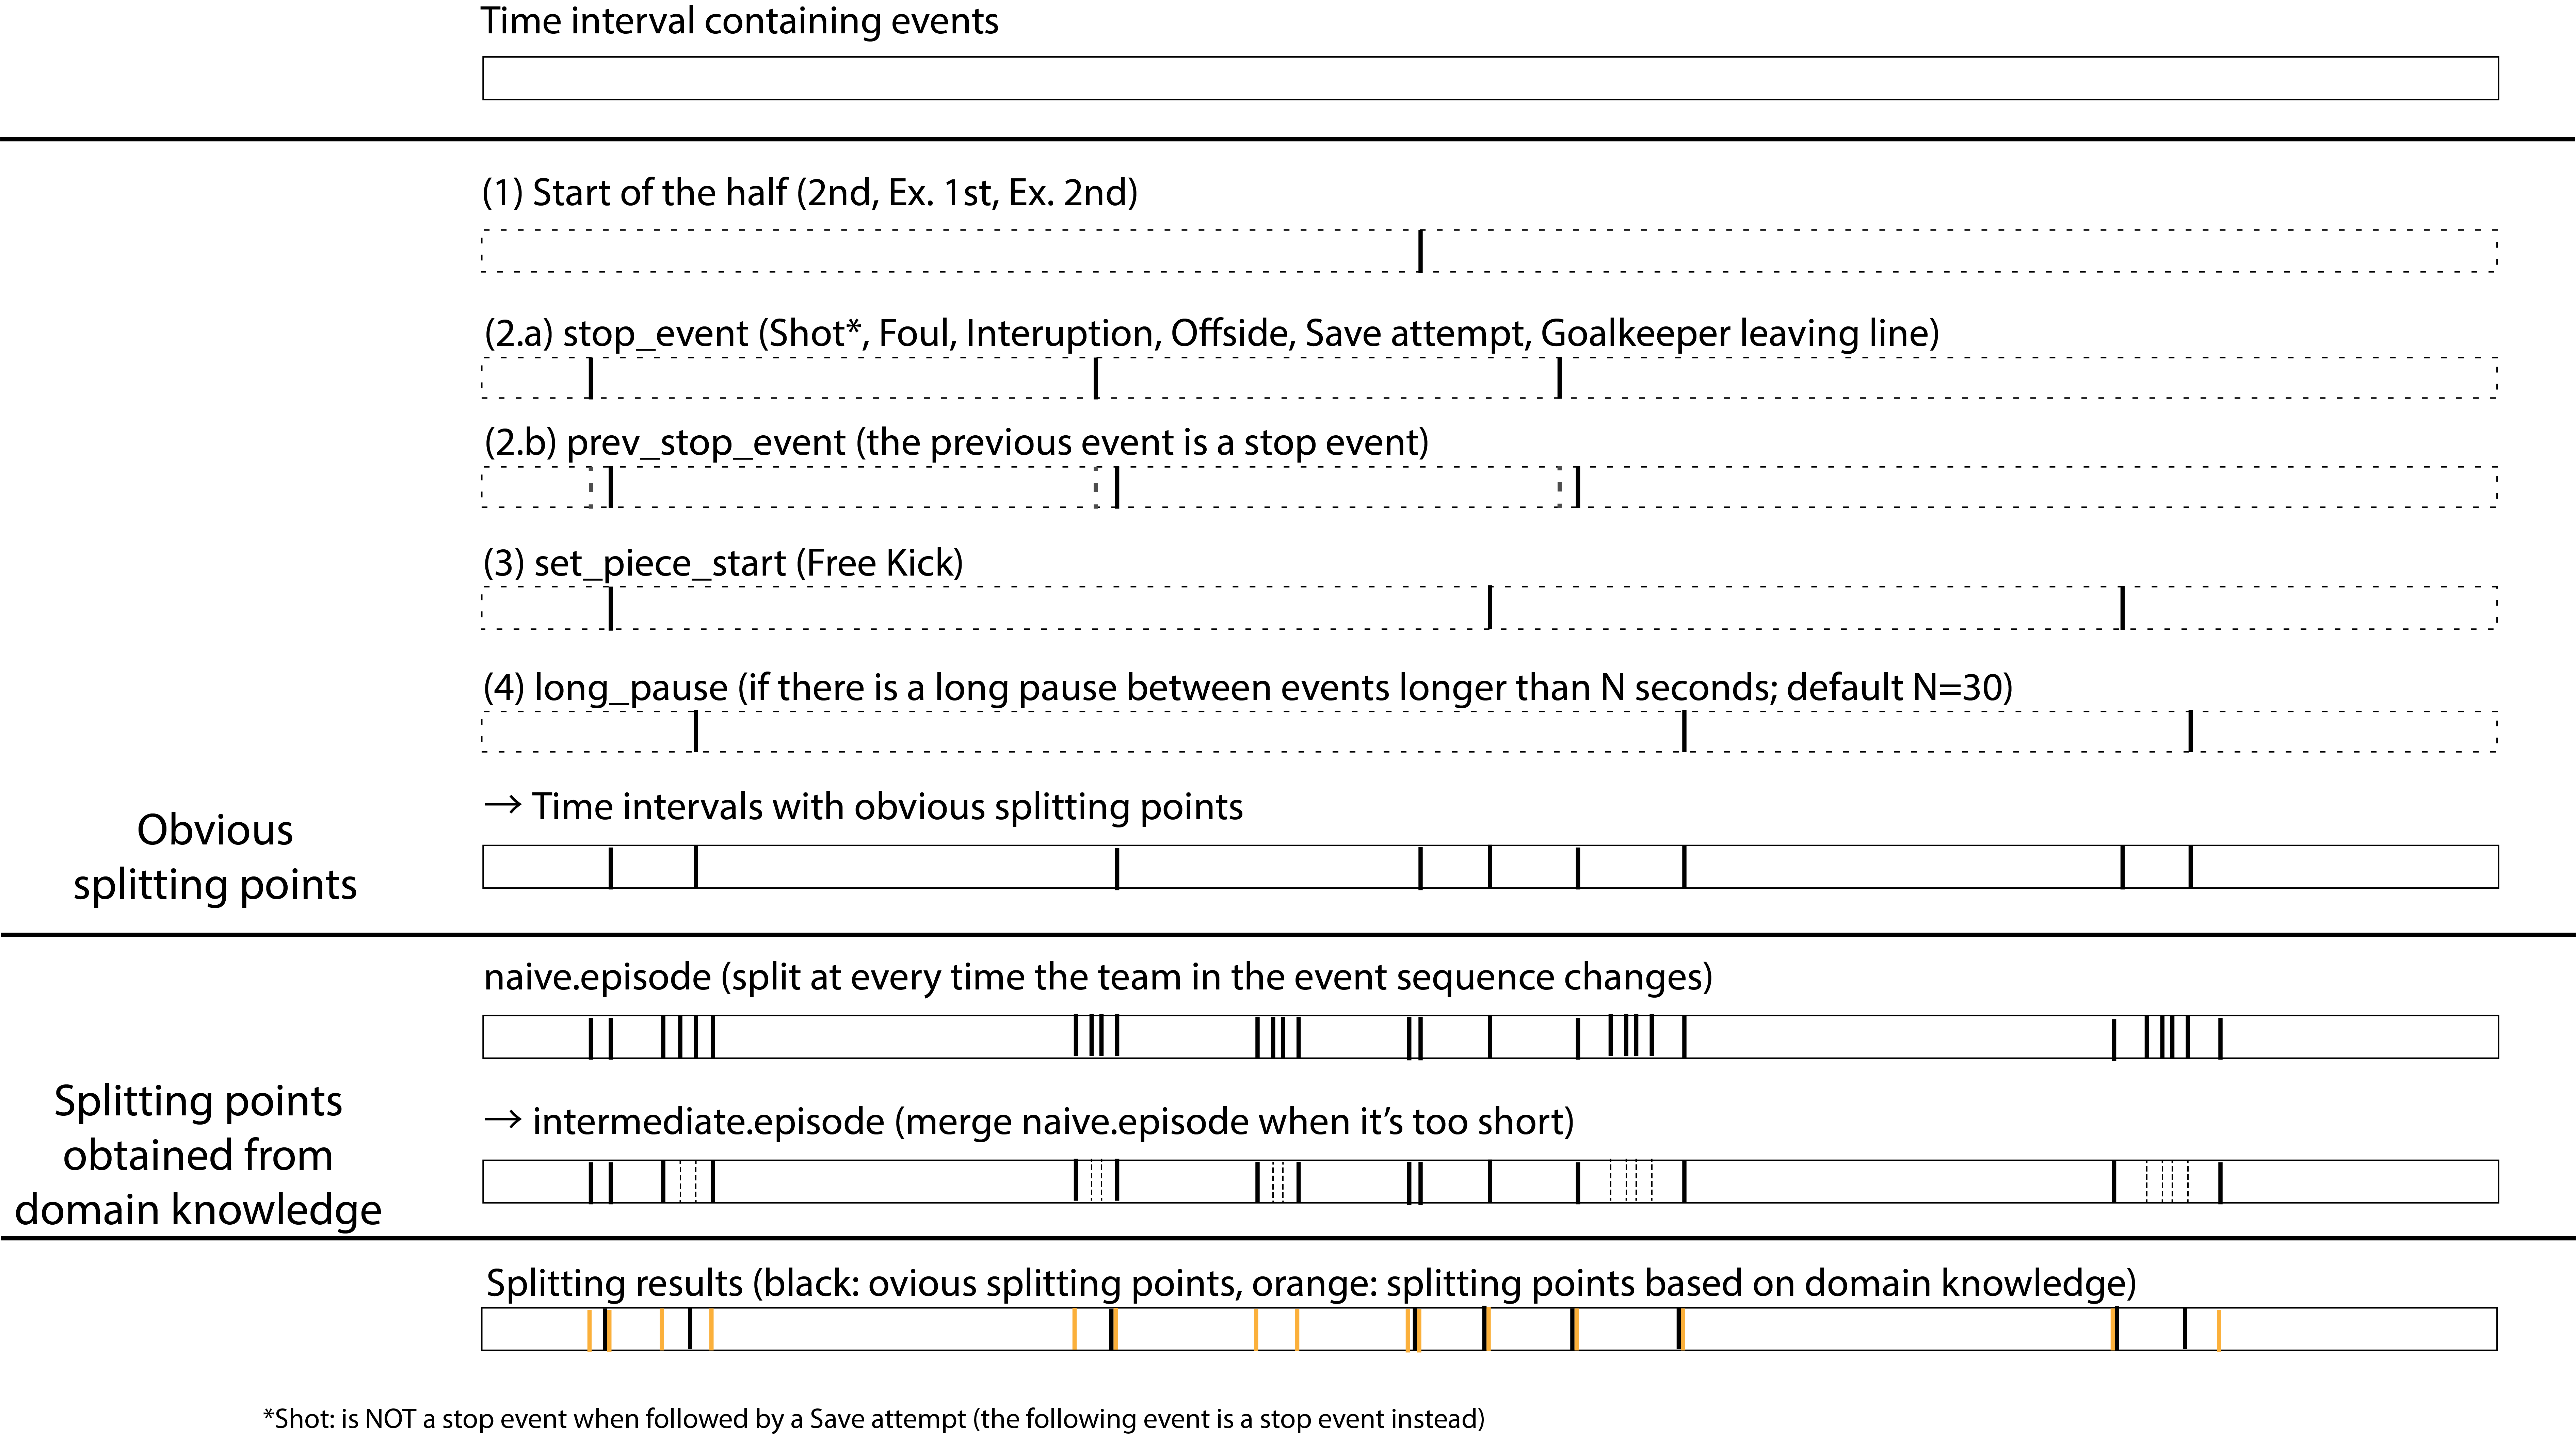 Time interval containing events
(1) Start of the half (2nd, Ex. 1st, Ex. 2nd)
(2.a) stop_event (Shot*, Foul, Interuption, Offside, Save attempt, Goalkeeper leaving line)
(2.b) prev_stop_event (the previous event is a stop event)
(3) set_piece_start (Free Kick)
(4) long_pause (if there is a long pause between events longer than N seconds; default N=30)
→ Time intervals with obvious splitting points
Obvious
splitting points
naive.episode (split at every time the team in the event sequence changes)
→ intermediate.episode (merge naive.episode when it’s too short)
Splitting points
obtained from
domain knowledge
Splitting results (black: ovious splitting points, orange: splitting points based on domain knowledge)
*Shot: is NOT a stop event when followed by a Save attempt (the following event is a stop event instead)